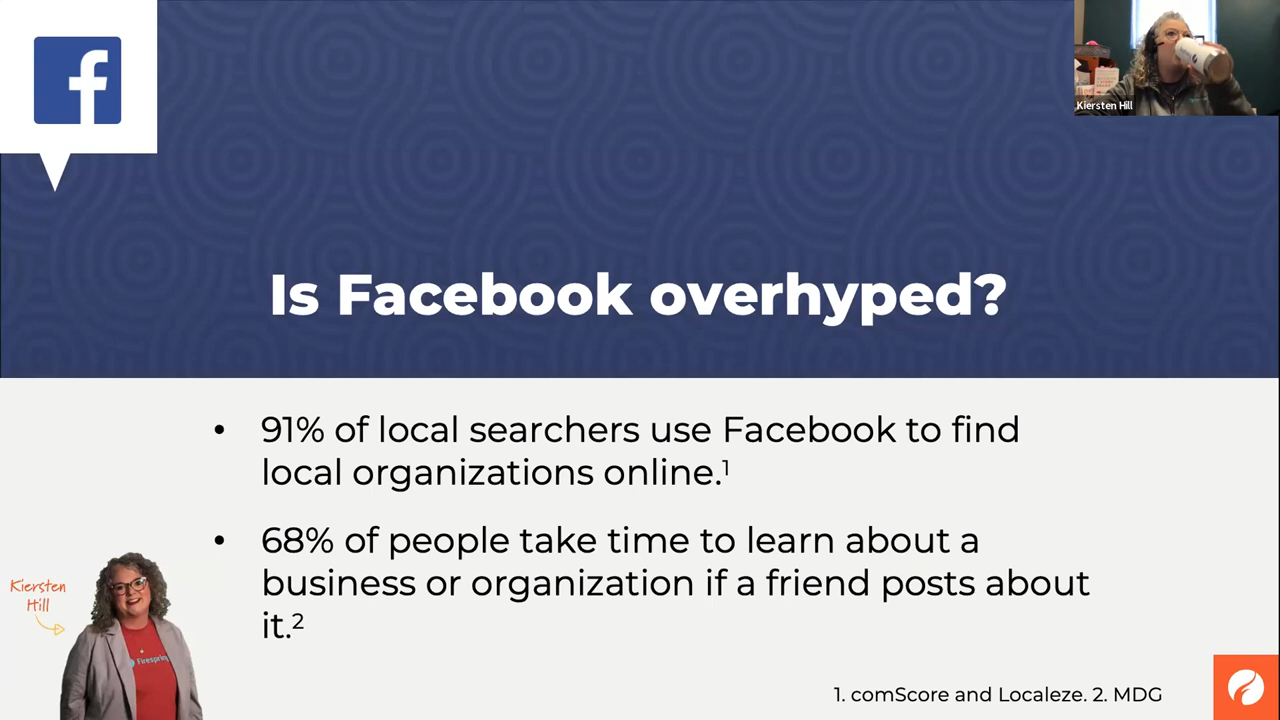 Kiersten Hill
Is Facebook overhyped?
• 91% of local searchers use Facebook to find
local organizations online.¹
• 68% of people take time to learn about a
business or organization if a friend posts about
it.²
Kiersten
Hill
Firespring
1. comScore and Localeze. 2. MDG